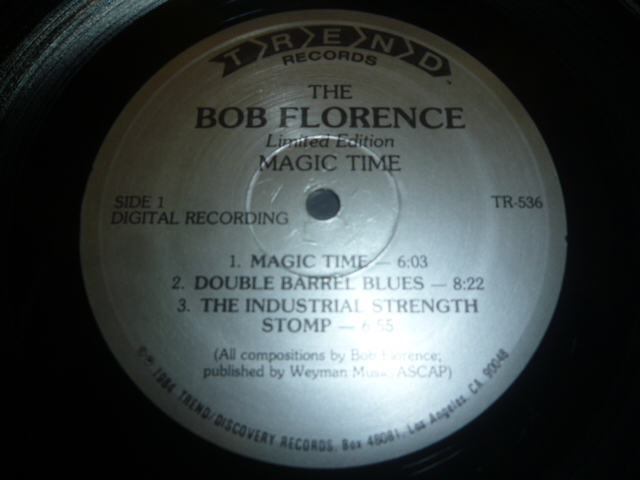 TREND
RECORDS
THE
BOB FLORENCE
Limited Edition
MAGIC TIME
SIDE 1
TR-536
DIGITAL RECORDING
1. MAGIC TIME — 6:03
2. DOUBLE BARREL BLUES — 8:22
3. THE INDUSTRIAL STRENGTH
STOMP — 6:55
(All compositions by Bob Florence;
published by Weyman Music/ASCAP)
© ℗ 1984 TREND/DISCOVERY RECORDS, Box 48081, Los Angeles, CA. 90048